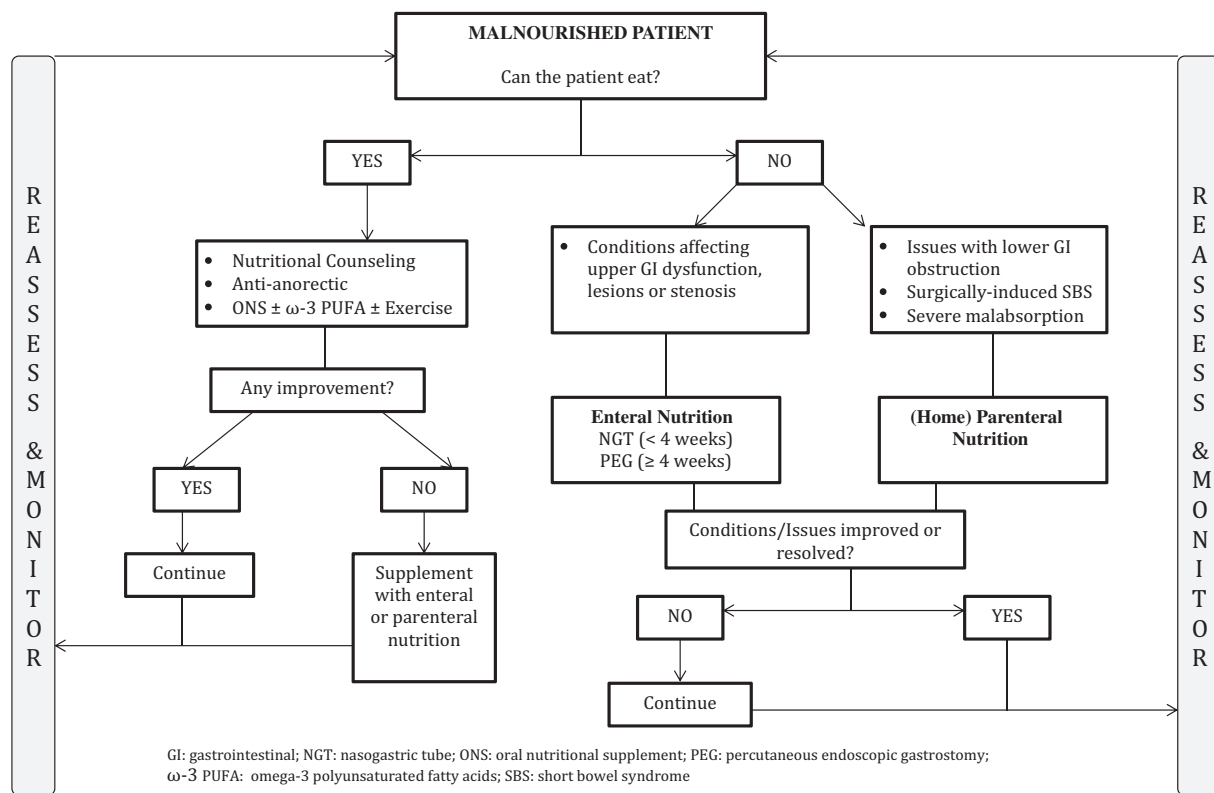 MALNOURISHED PATIENT
Can the patient eat?
YES
NO
REASSESS &MONITOR
• Nutritional Counseling
• Anti-anorectic
• ONS ± ω-3 PUFA ± Exercise
• Conditions affecting
upper GI dysfunction,
lesions or stenosis
• Issues with lower GI
obstruction
• Surgically-induced SBS
• Severe malabsorption
REASSESS &MONITOR
Any improvement?
Enteral Nutrition
NGT (< 4 weeks)
PEG (≥ 4 weeks)
(Home) Parenteral
Nutrition
YES
NO
Conditions/Issues improved or
resolved?
Continue
Supplement
with enteral
or parenteral
nutrition
NO
YES
Continue
GI: gastrointestinal; NGT: nasogastric tube; ONS: oral nutritional supplement; PEG: percutaneous endoscopic gastrostomy;
ω-3 PUFA: omega-3 polyunsaturated fatty acids; SBS: short bowel syndrome